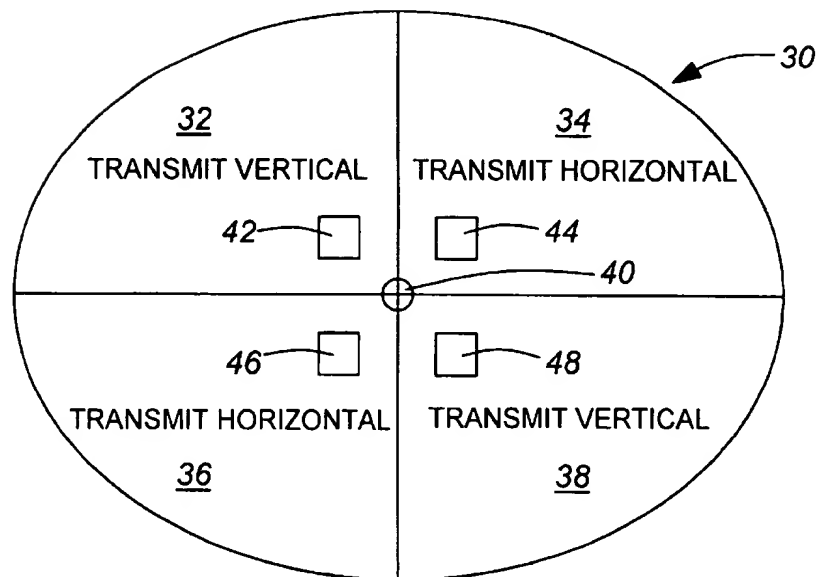 30
32
34
TRANSMIT VERTICAL
TRANSMIT HORIZONTAL
42
44
40
46
48
TRANSMIT HORIZONTAL
TRANSMIT VERTICAL
36
38